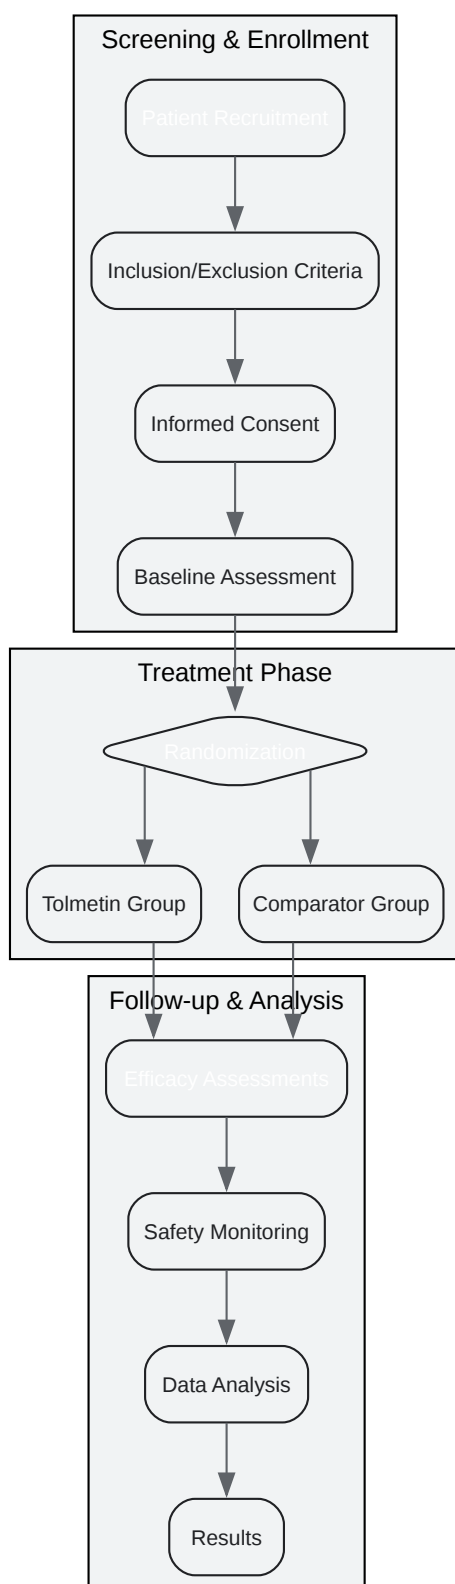 Screening & Enrollment
Patient Recruitment
Inclusion/Exclusion Criteria
Informed Consent
Baseline Assessment
Treatment Phase
Randomization
Tolmetin Group
Comparator Group
Follow-up & Analysis
Efficacy Assessments
Safety Monitoring
Data Analysis
Results